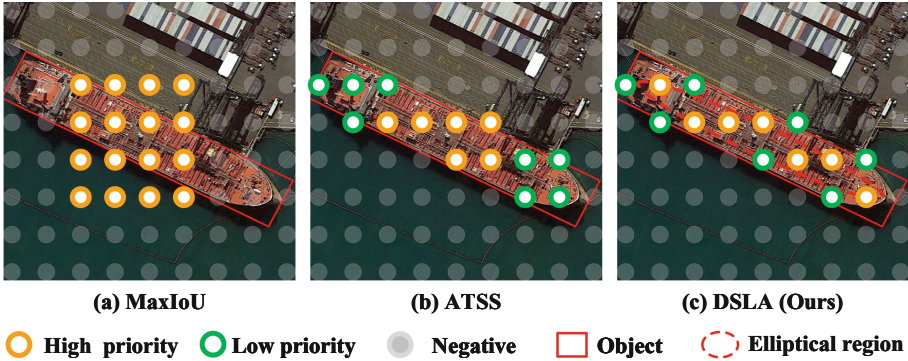 (a) MaxIoU
(b) ATSS
(c) DSLA (Ours)
High priority
Low priority
Negative
Object
Elliptical region